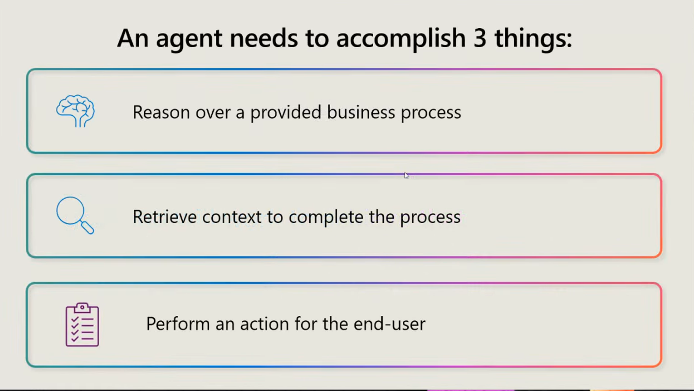 An agent needs to accomplish 3 things:
Reason over a provided business process
Retrieve context to complete the process
Perform an action for the end-user